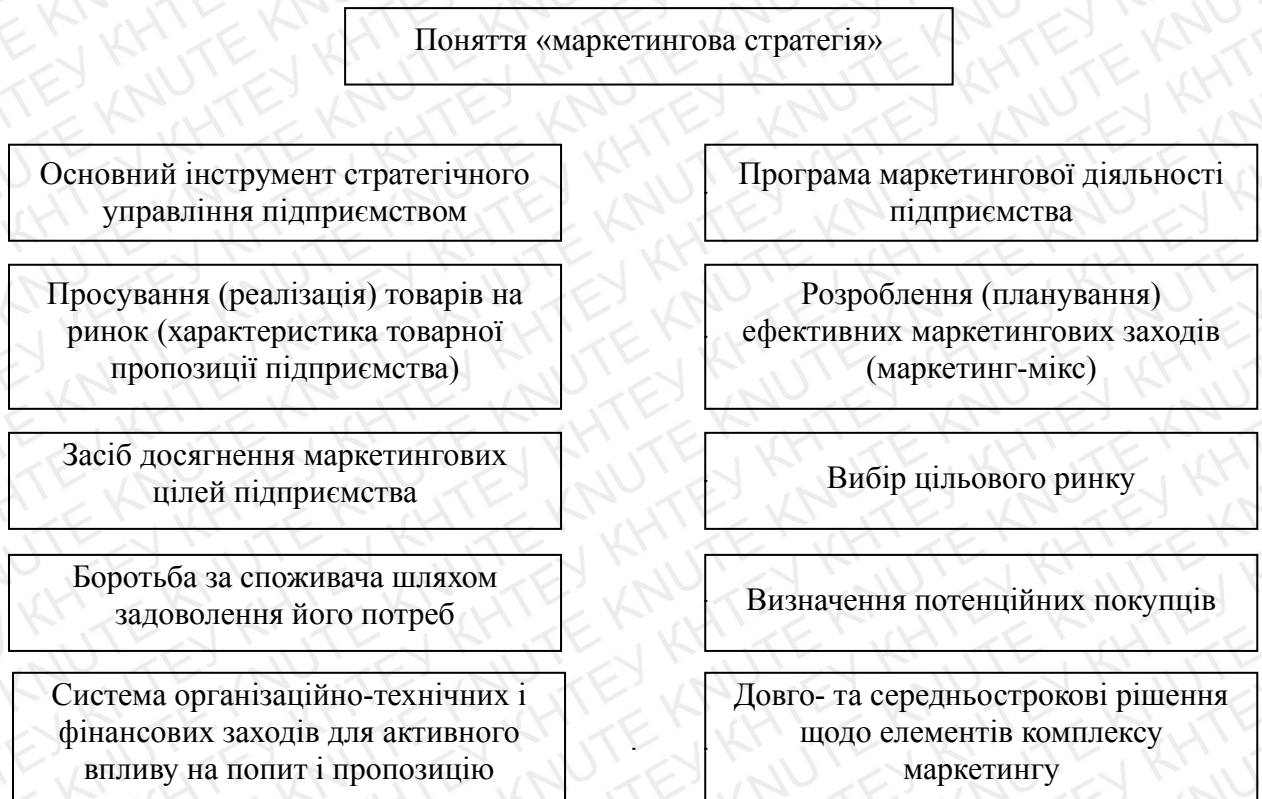 Поняття «маркетингова стратегія»
Основний інструмент стратегічного
управління підприємством
Програма маркетингової діяльності
підприємства
Просування (реалізація) товарів на
ринок (характеристика товарної
пропозиції підприємства)
Розроблення (планування)
ефективних маркетингових заходів
(маркетинг-мікс)
Засіб досягнення маркетингових
цілей підприємства
Вибір цільового ринку
Боротьба за споживача шляхом
задоволення його потреб
Визначення потенційних покупців
Система організаційно-технічних і
фінансових заходів для активного
впливу на попит і пропозицію
Довго- та середньострокові рішення
щодо елементів комплексу
маркетингу